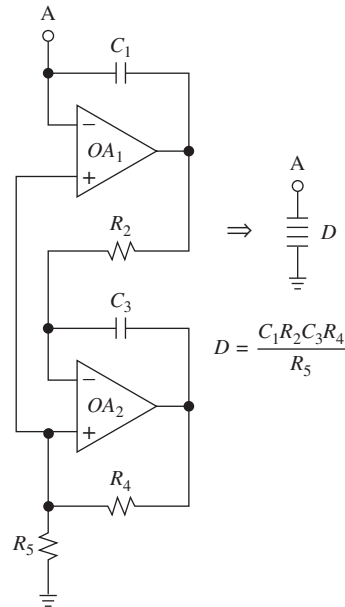 A
C₁
−
OA₁
+
A
R₂
⇒
D
C₃
D = C₁R₂C₃R₄ / R₅
−
OA₂
+
R₄
R₅